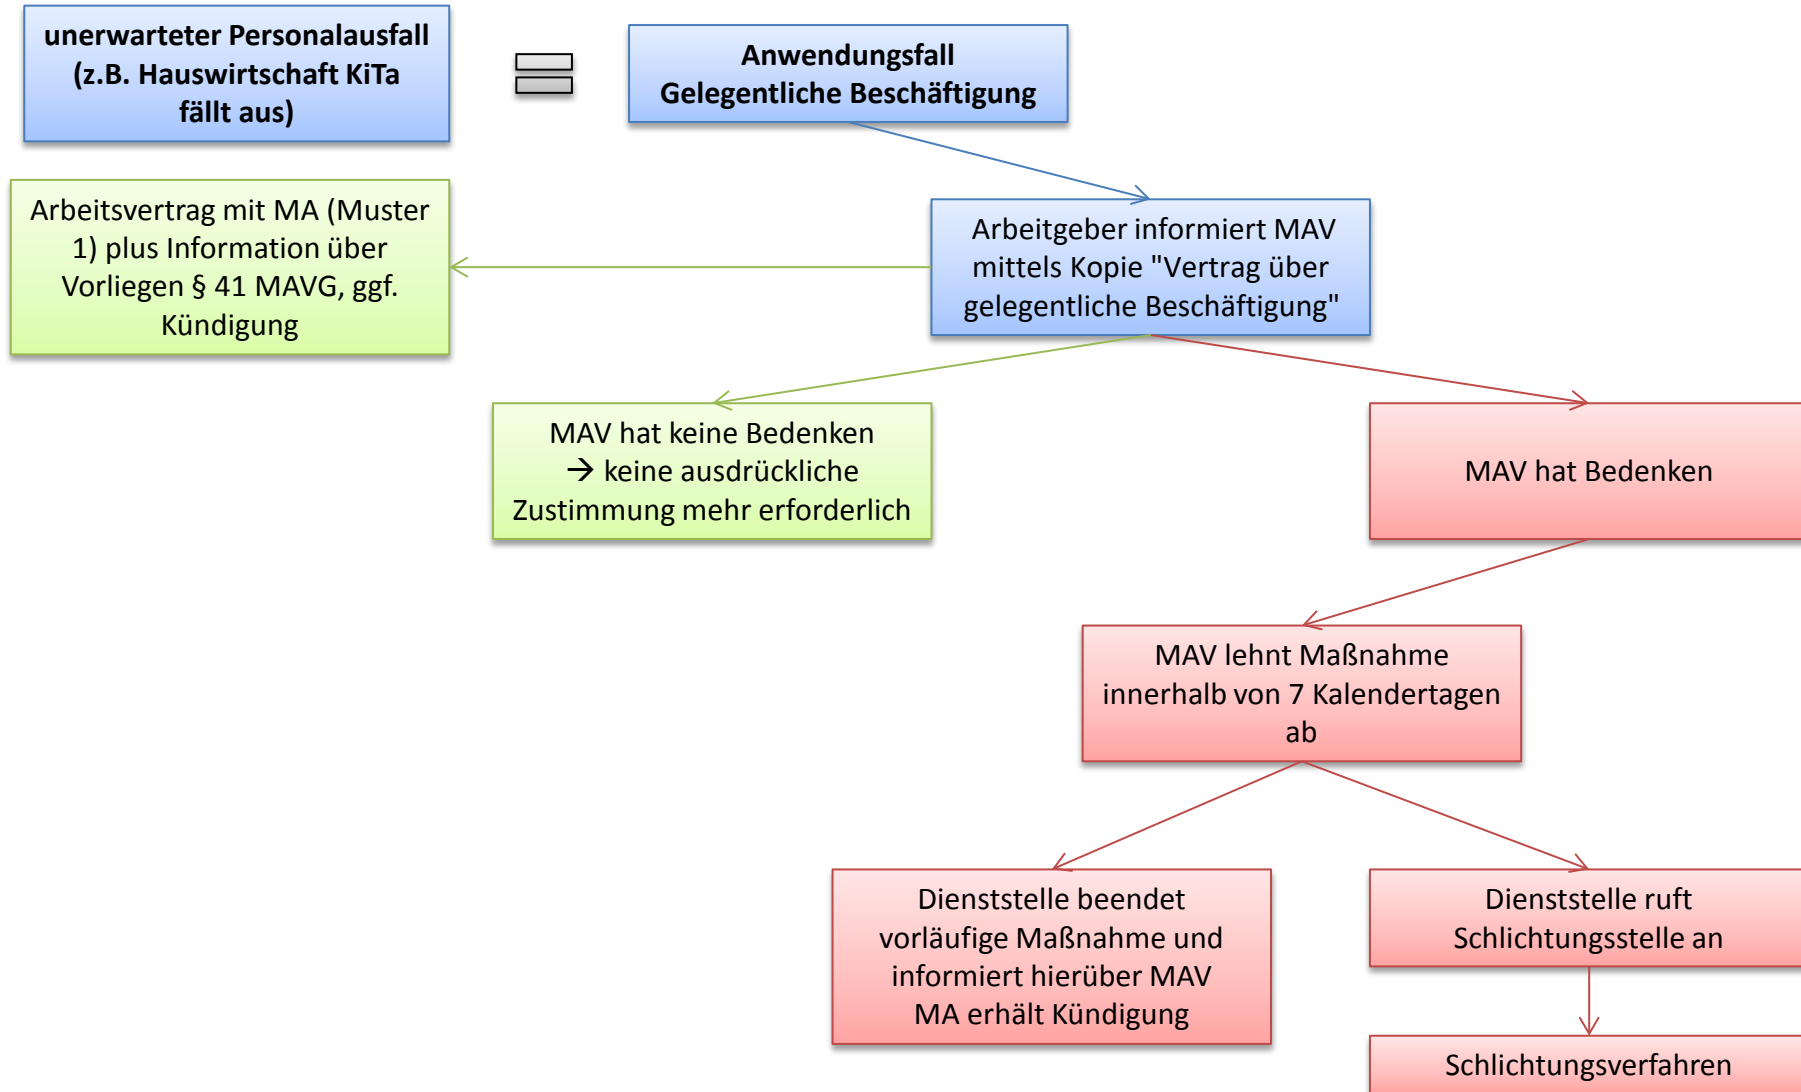 unerwarteter Personalausfall
(z.B. Hauswirtschaft KiTa
fällt aus)
Anwendungsfall
Gelegentliche Beschäftigung
Arbeitsvertrag mit MA (Muster
1) plus Information über
Vorliegen § 41 MAVG, ggf.
Kündigung
Arbeitgeber informiert MAV
mittels Kopie "Vertrag über
gelegentliche Beschäftigung"
MAV hat keine Bedenken
→ keine ausdrückliche
Zustimmung mehr erforderlich
MAV hat Bedenken
MAV lehnt Maßnahme
innerhalb von 7 Kalendertagen
ab
Dienststelle beendet
vorläufige Maßnahme und
informiert hierüber MAV
MA erhält Kündigung
Dienststelle ruft
Schlichtungsstelle an
Schlichtungsverfahren